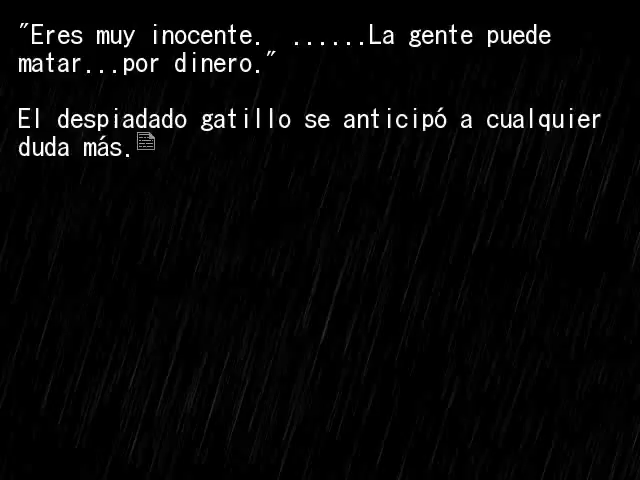 "Eres muy inocente.  ......La gente puede
matar...por dinero."
El despiadado gatillo se anticipó a cualquier
duda más.